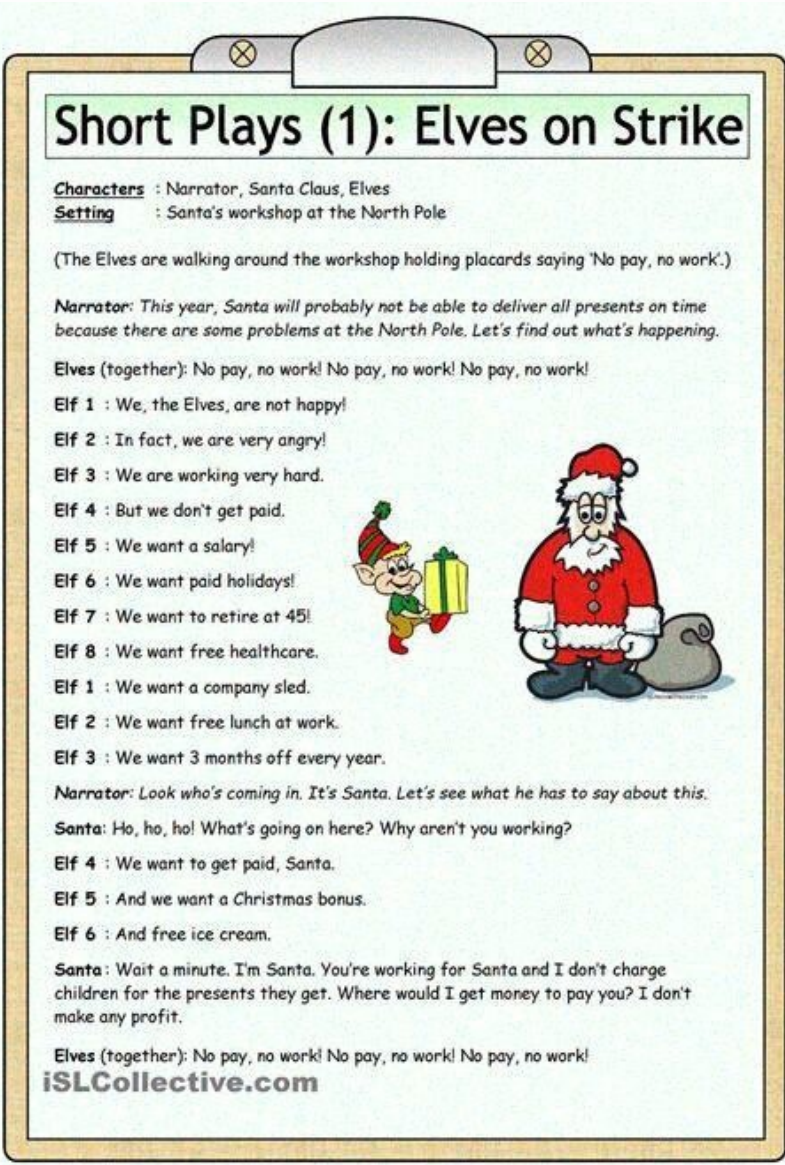 Short Plays (1): Elves on Strike
Characters : Narrator, Santa Claus, Elves
Setting : Santa's workshop at the North Pole
(The Elves are walking around the workshop holding placards saying 'No pay, no work'.)
Narrator: This year, Santa will probably not be able to deliver all presents on time
because there are some problems at the North Pole. Let's find out what's happening.
Elves (together): No pay, no work! No pay, no work! No pay, no work!
Elf 1 : We, the Elves, are not happy!
Elf 2 : In fact, we are very angry!
Elf 3 : We are working very hard.
Elf 4 : But we don't get paid.
Elf 5 : We want a salary!
Elf 6 : We want paid holidays!
Elf 7 : We want to retire at 45!
Elf 8 : We want free healthcare.
Elf 1 : We want a company sled.
Elf 2 : We want free lunch at work.
Elf 3 : We want 3 months off every year.
Narrator: Look who's coming in. It's Santa. Let's see what he has to say about this.
Santa: Ho, ho, ho! What's going on here? Why aren't you working?
Elf 4 : We want to get paid, Santa.
Elf 5 : And we want a Christmas bonus.
Elf 6 : And free ice cream.
Santa: Wait a minute. I'm Santa. You're working for Santa and I don't charge
children for the presents they get. Where would I get money to pay you? I don't
make any profit.
Elves (together): No pay, no work! No pay, no work! No pay, no work!
iSLCollective.com